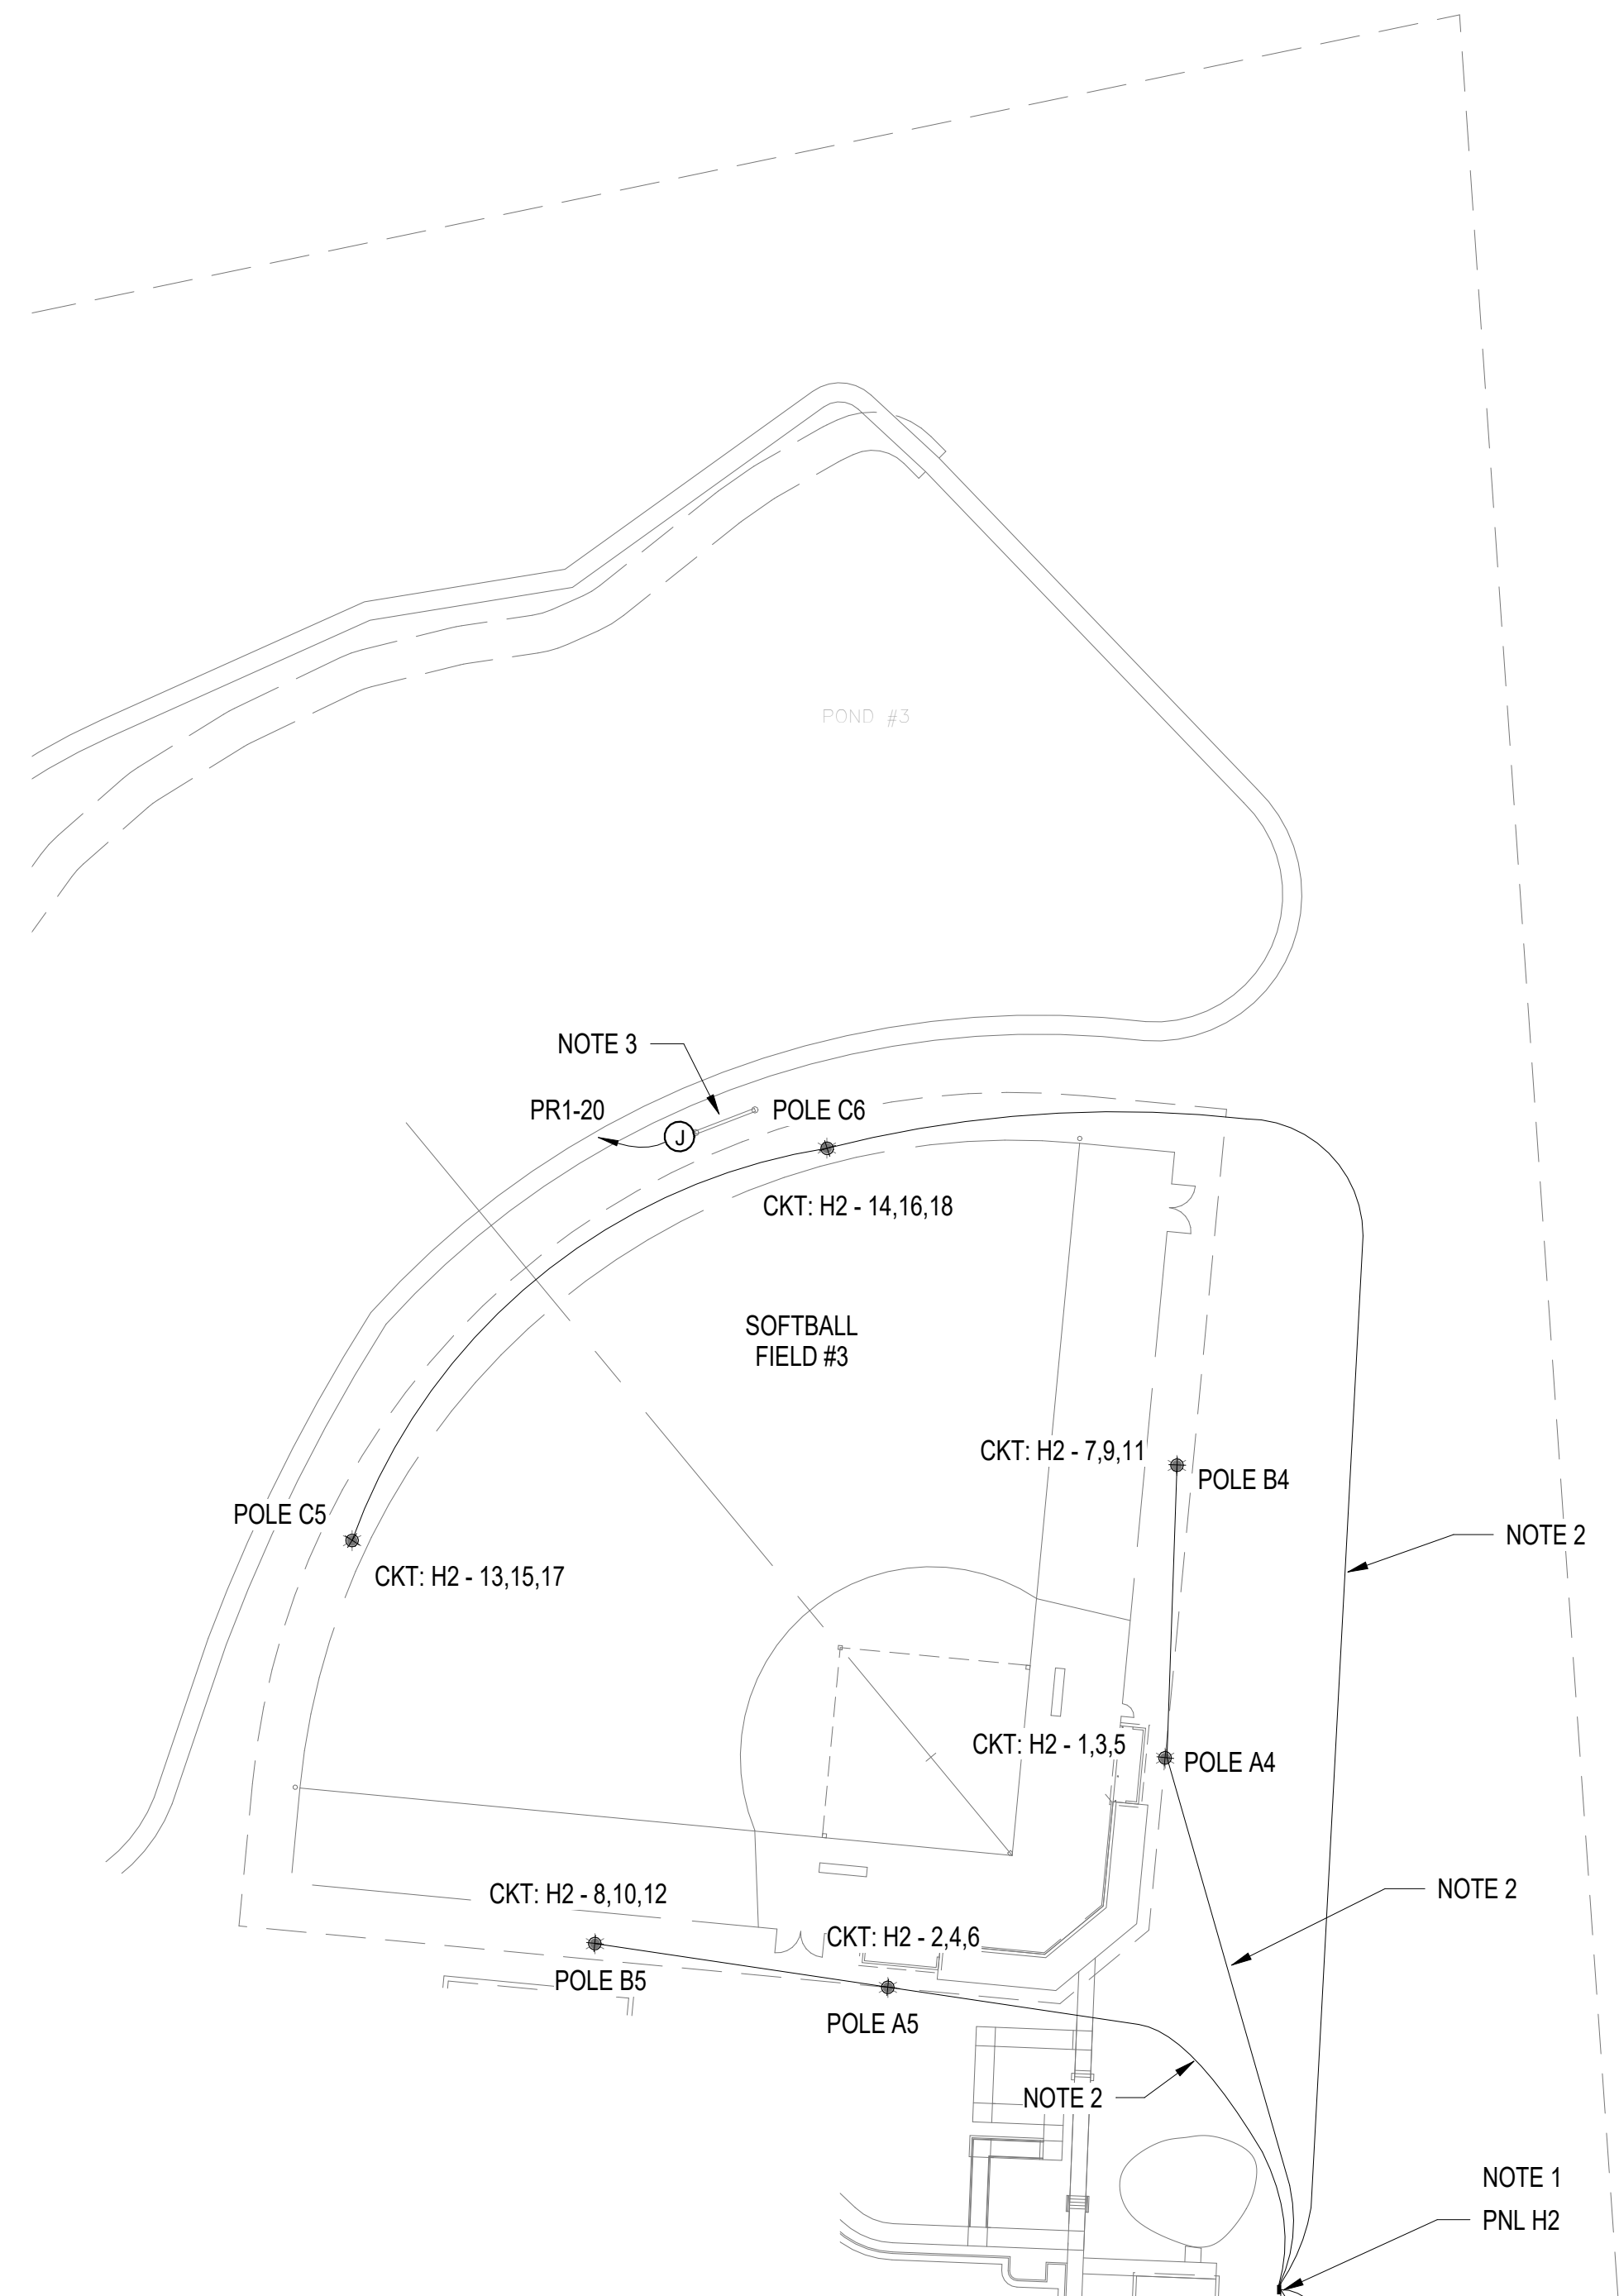 POND #3
NOTE 3
PR1-20
J
POLE C6
CKT: H2 - 14,16,18
SOFTBALL
FIELD #3
CKT: H2 - 7,9,11
POLE B4
POLE C5
NOTE 2
CKT: H2 - 13,15,17
CKT: H2 - 1,3,5
POLE A4
CKT: H2 - 8,10,12
NOTE 2
CKT: H2 - 2,4,6
POLE B5
POLE A5
NOTE 2
NOTE 1
PNL H2